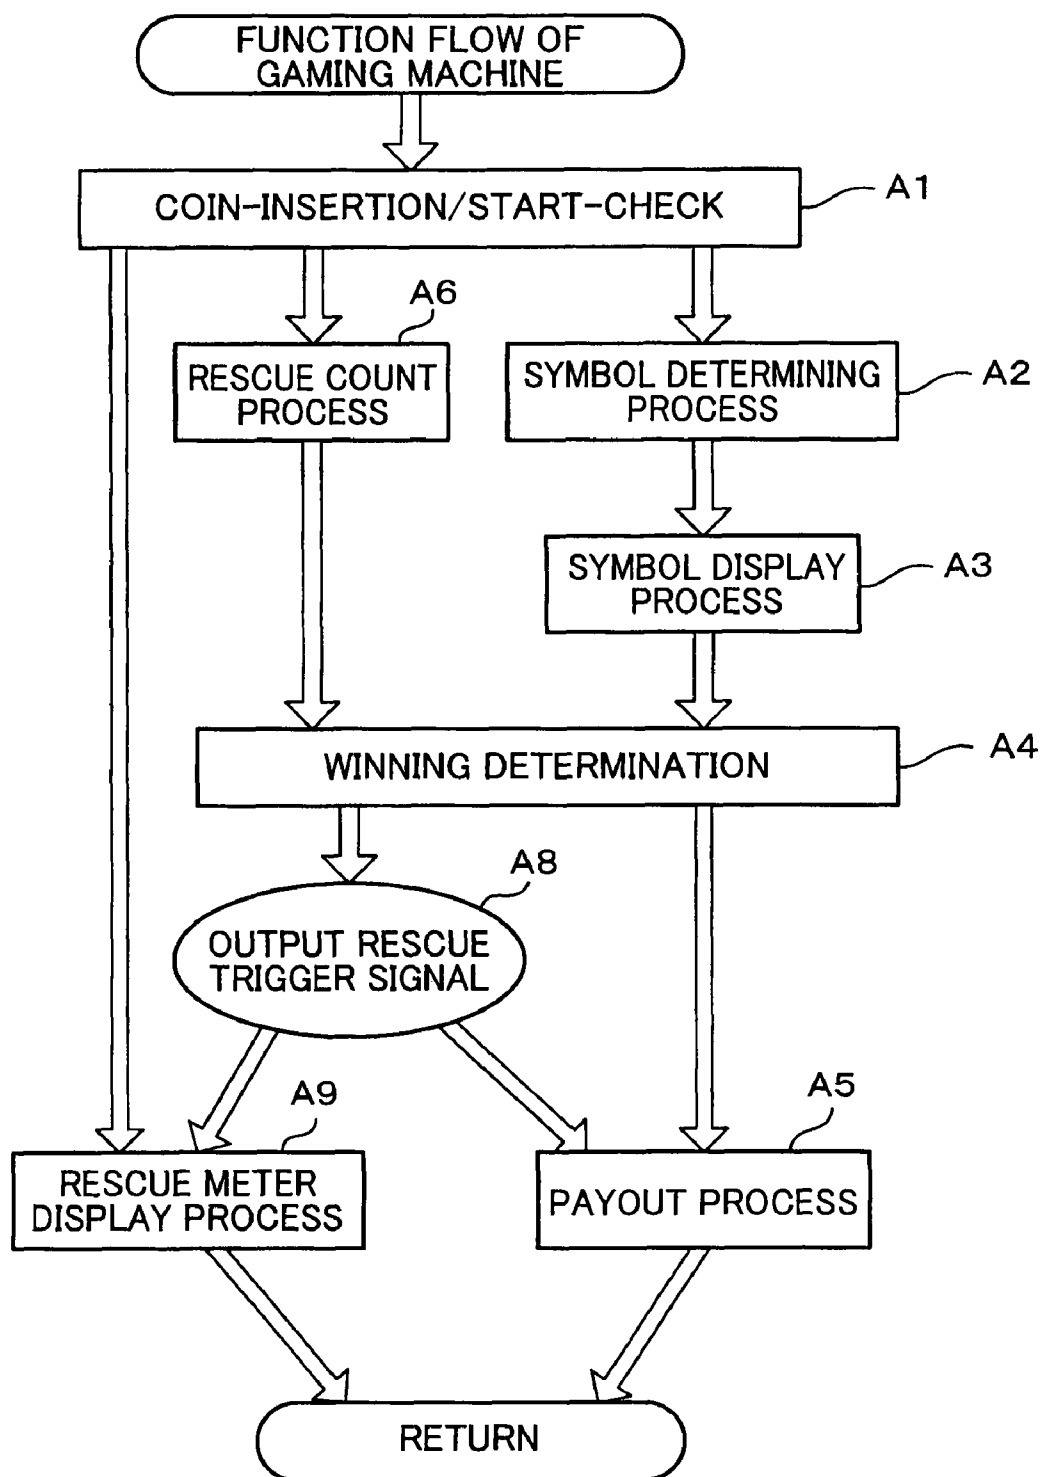 FUNCTION FLOW OF
GAMING MACHINE
COIN-INSERTION/START-CHECK
A1
A6
RESCUE COUNT
PROCESS
SYMBOL DETERMINING
PROCESS
A2
SYMBOL DISPLAY
PROCESS
A3
WINNING DETERMINATION
A4
A8
OUTPUT RESCUE
TRIGGER SIGNAL
A9
RESCUE METER
DISPLAY PROCESS
A5
PAYOUT PROCESS
RETURN